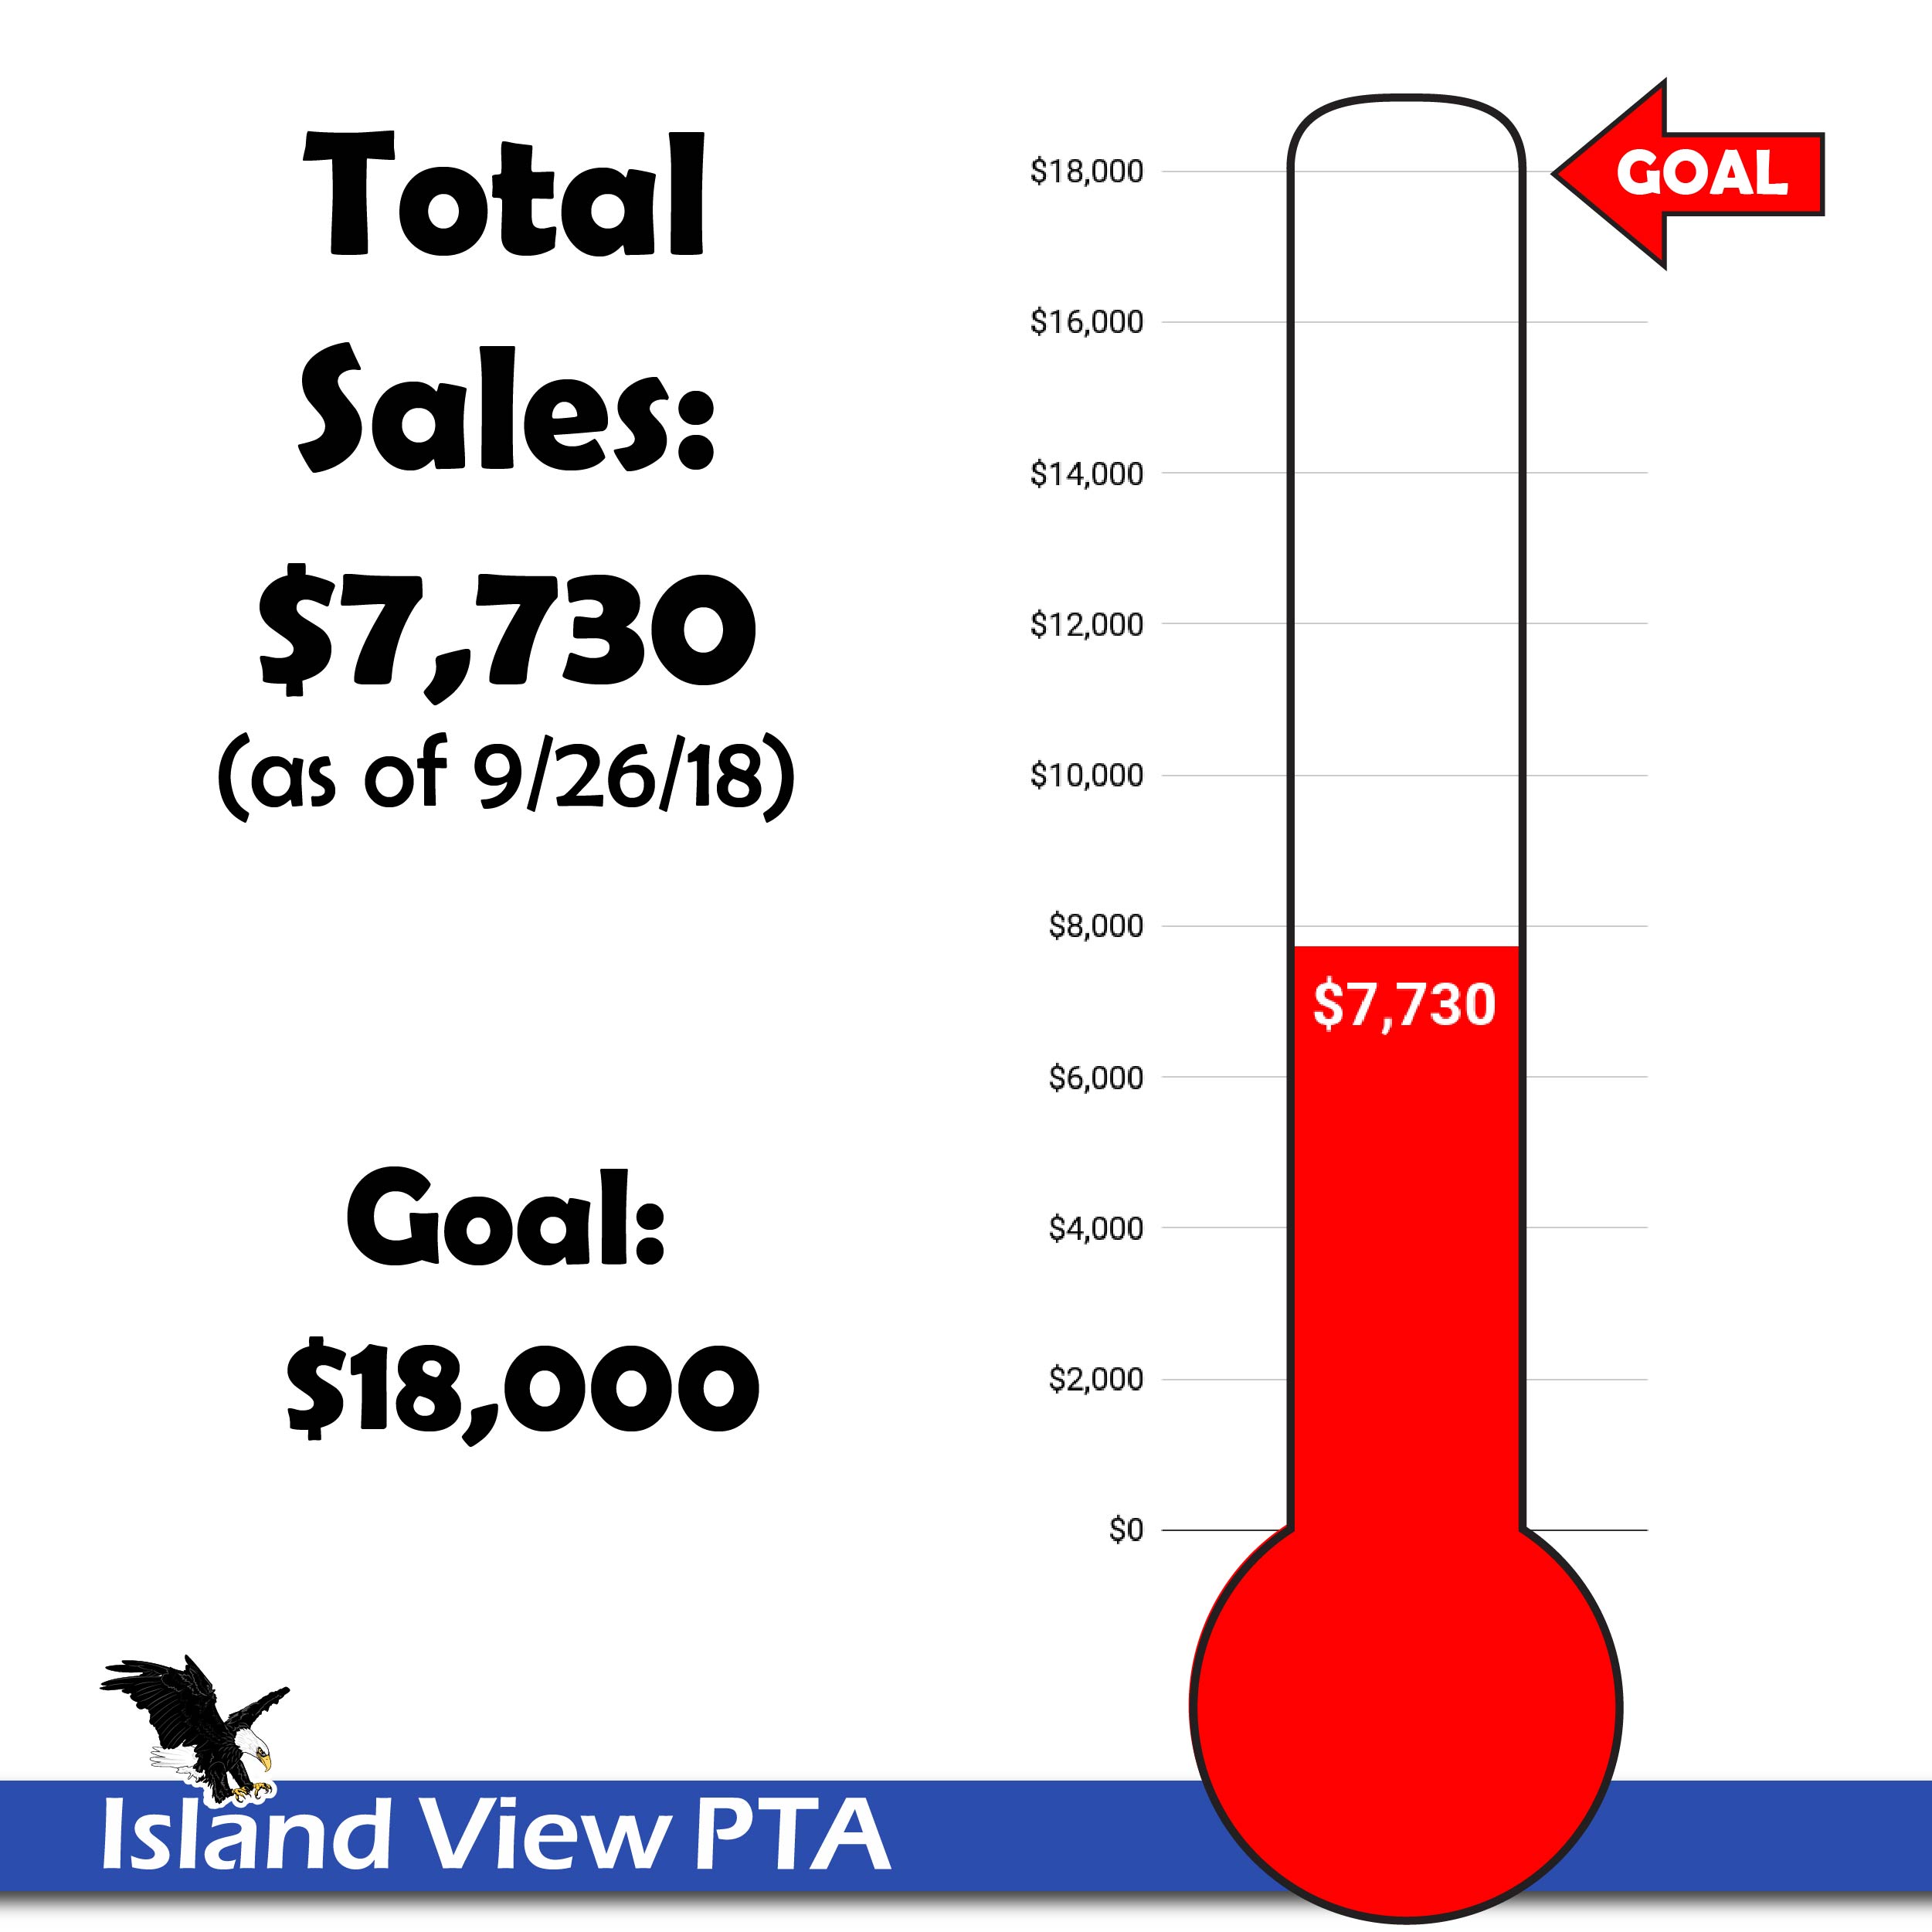 Total
Sales:
$7,730
(as of 9/26/18)
Goal:
$18,000
$18,000
GOAL
$16,000
$14,000
$12,000
$10,000
$8,000
$7,730
$6,000
$4,000
$2,000
$0
Island View PTA